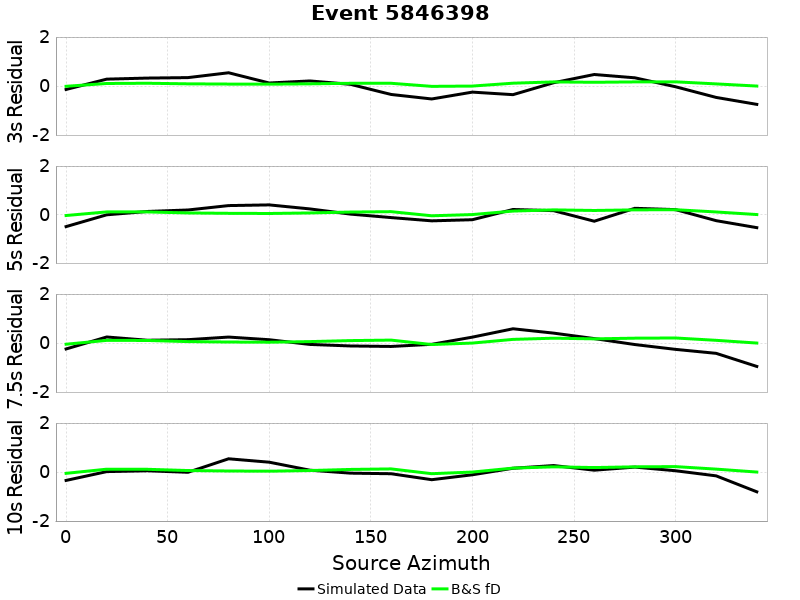 Event 5846398
3s Residual
2
0
-2
5s Residual
2
0
-2
7.5s Residual
2
0
-2
10s Residual
2
0
-2
0 50 100 150 200 250 300
Source Azimuth
Simulated Data B&S fD